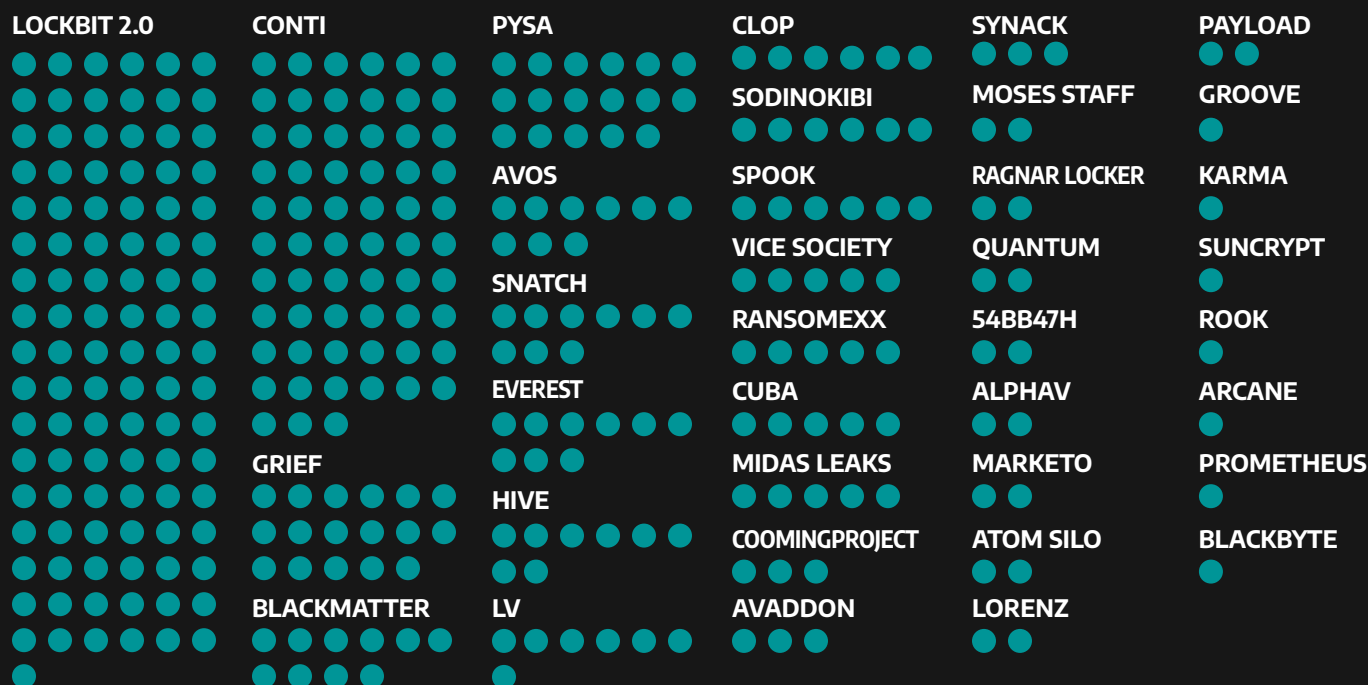 LOCKBIT 2.0
CONTI
GRIEF
BLACKMATTER
PYSA
AVOS
SNATCH
EVEREST
HIVE
LV
CLOP
SODINOKIBI
SPOOK
VICE SOCIETY
RANSOMEXX
CUBA
MIDAS LEAKS
COOMINGPROJECT
AVADDON
SYNACK
MOSES STAFF
RAGNAR LOCKER
QUANTUM
54BB47H
ALPHAV
MARKETO
ATOM SILO
LORENZ
PAYLOAD
GROOVE
KARMA
SUNCRYPT
ROOK
ARCANE
PROMETHEUS
BLACKBYTE